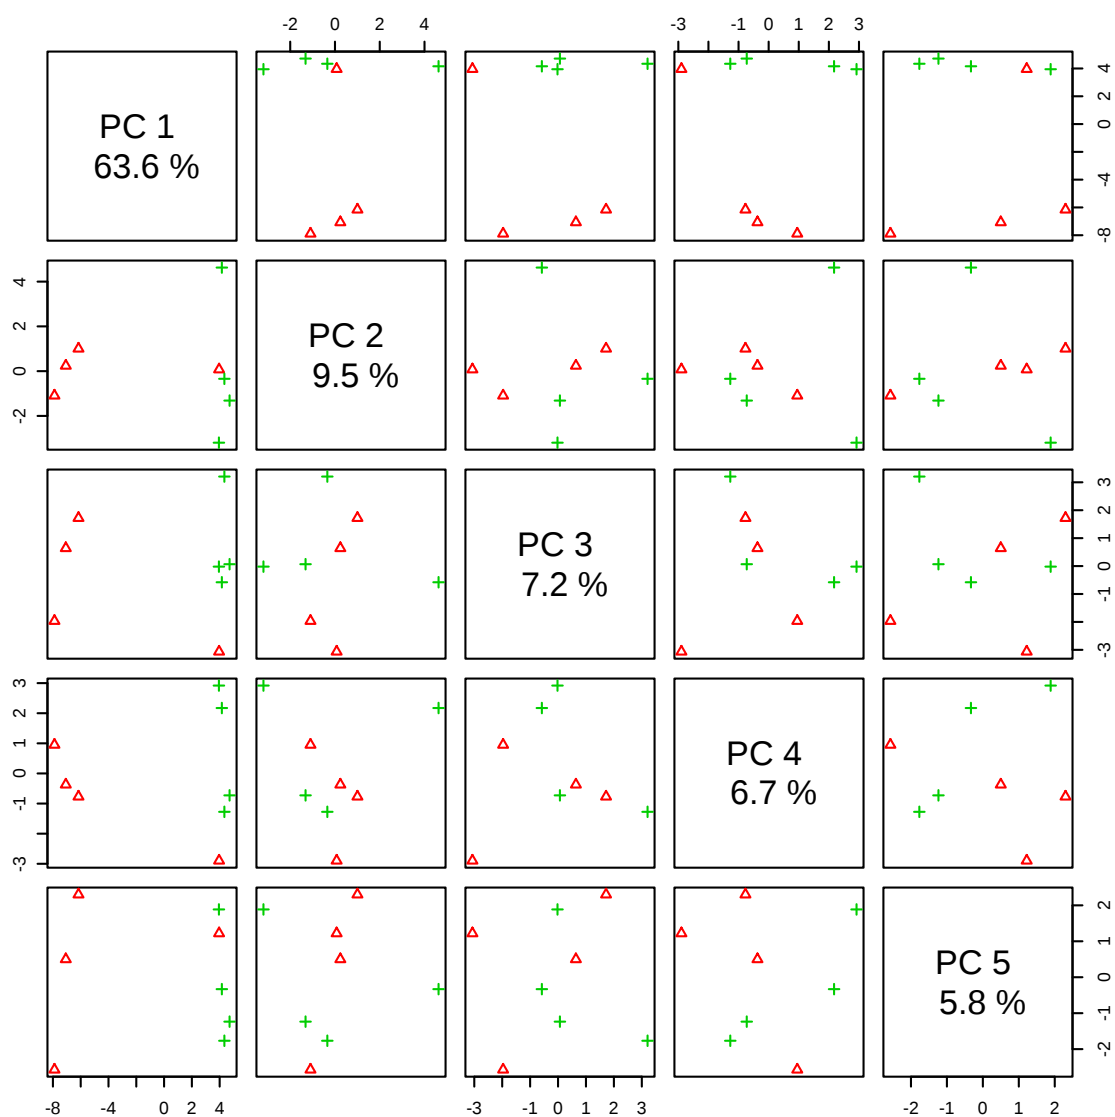 -2 0 2 4
-3 -1 0 1 2 3
PC 1
63.6 %
-8 -4 0 2 4
-2 0 2 4
PC 2
9.5 %
PC 3
7.2 %
-3 -1 0 1 2 3
-3 -1 0 1 2 3
PC 4
6.7 %
PC 5
5.8 %
-2 -1 0 1 2
-8 -4 0 2 4
-3 -1 0 1 2 3
-2 -1 0 1 2